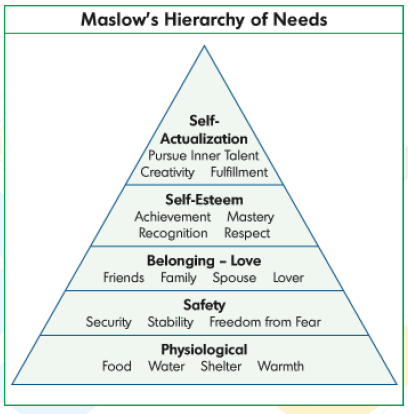 Maslow's Hierarchy of Needs
Self-
Actualization
Pursue Inner Talent
Creativity Fulfillment
Self-Esteem
Achievement Mastery
Recognition Respect
Belonging – Love
Friends Family Spouse Lover
Safety
Security Stability Freedom from Fear
Physiological
Food Water Shelter Warmth